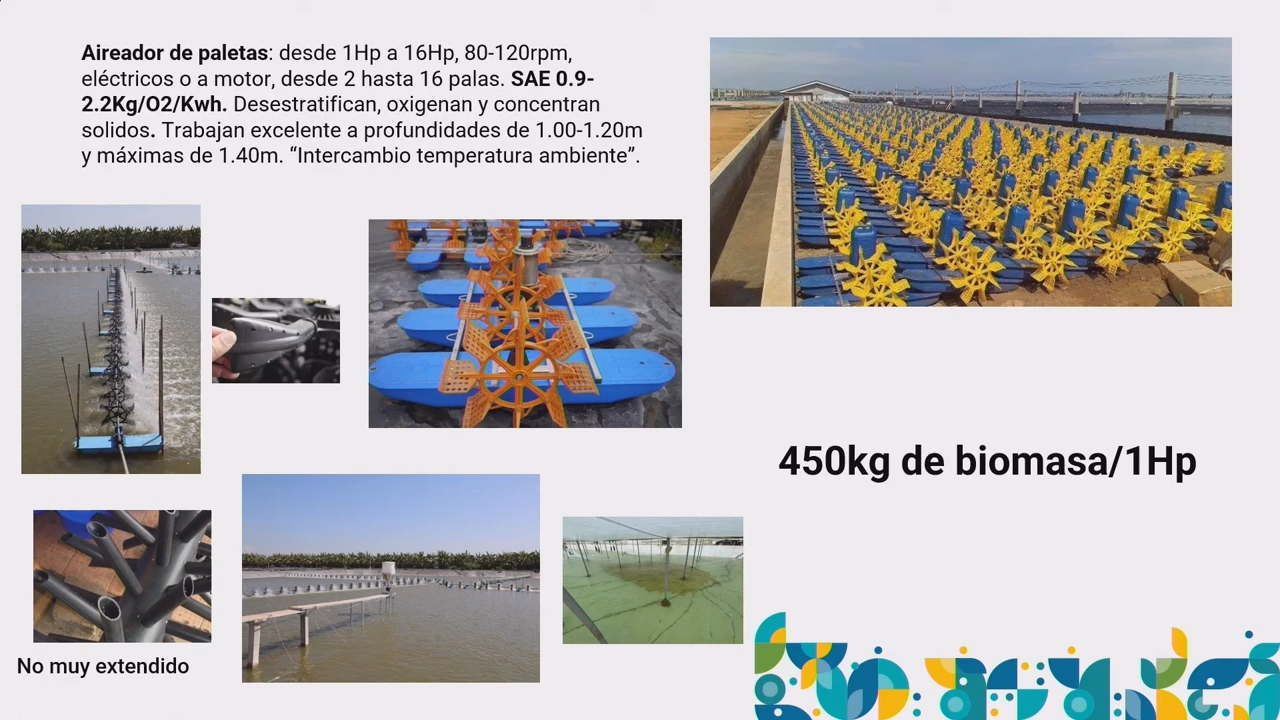 Aireador de paletas: desde 1Hp a 16Hp, 80-120rpm,
eléctricos o a motor, desde 2 hasta 16 palas. SAE 0.9-
2.2Kg/O2/Kwh. Desestratifican, oxigenan y concentran
solidos. Trabajan excelente a profundidades de 1.00-1.20m
y máximas de 1.40m. “Intercambio temperatura ambiente”.
450kg de biomasa/1Hp
No muy extendido